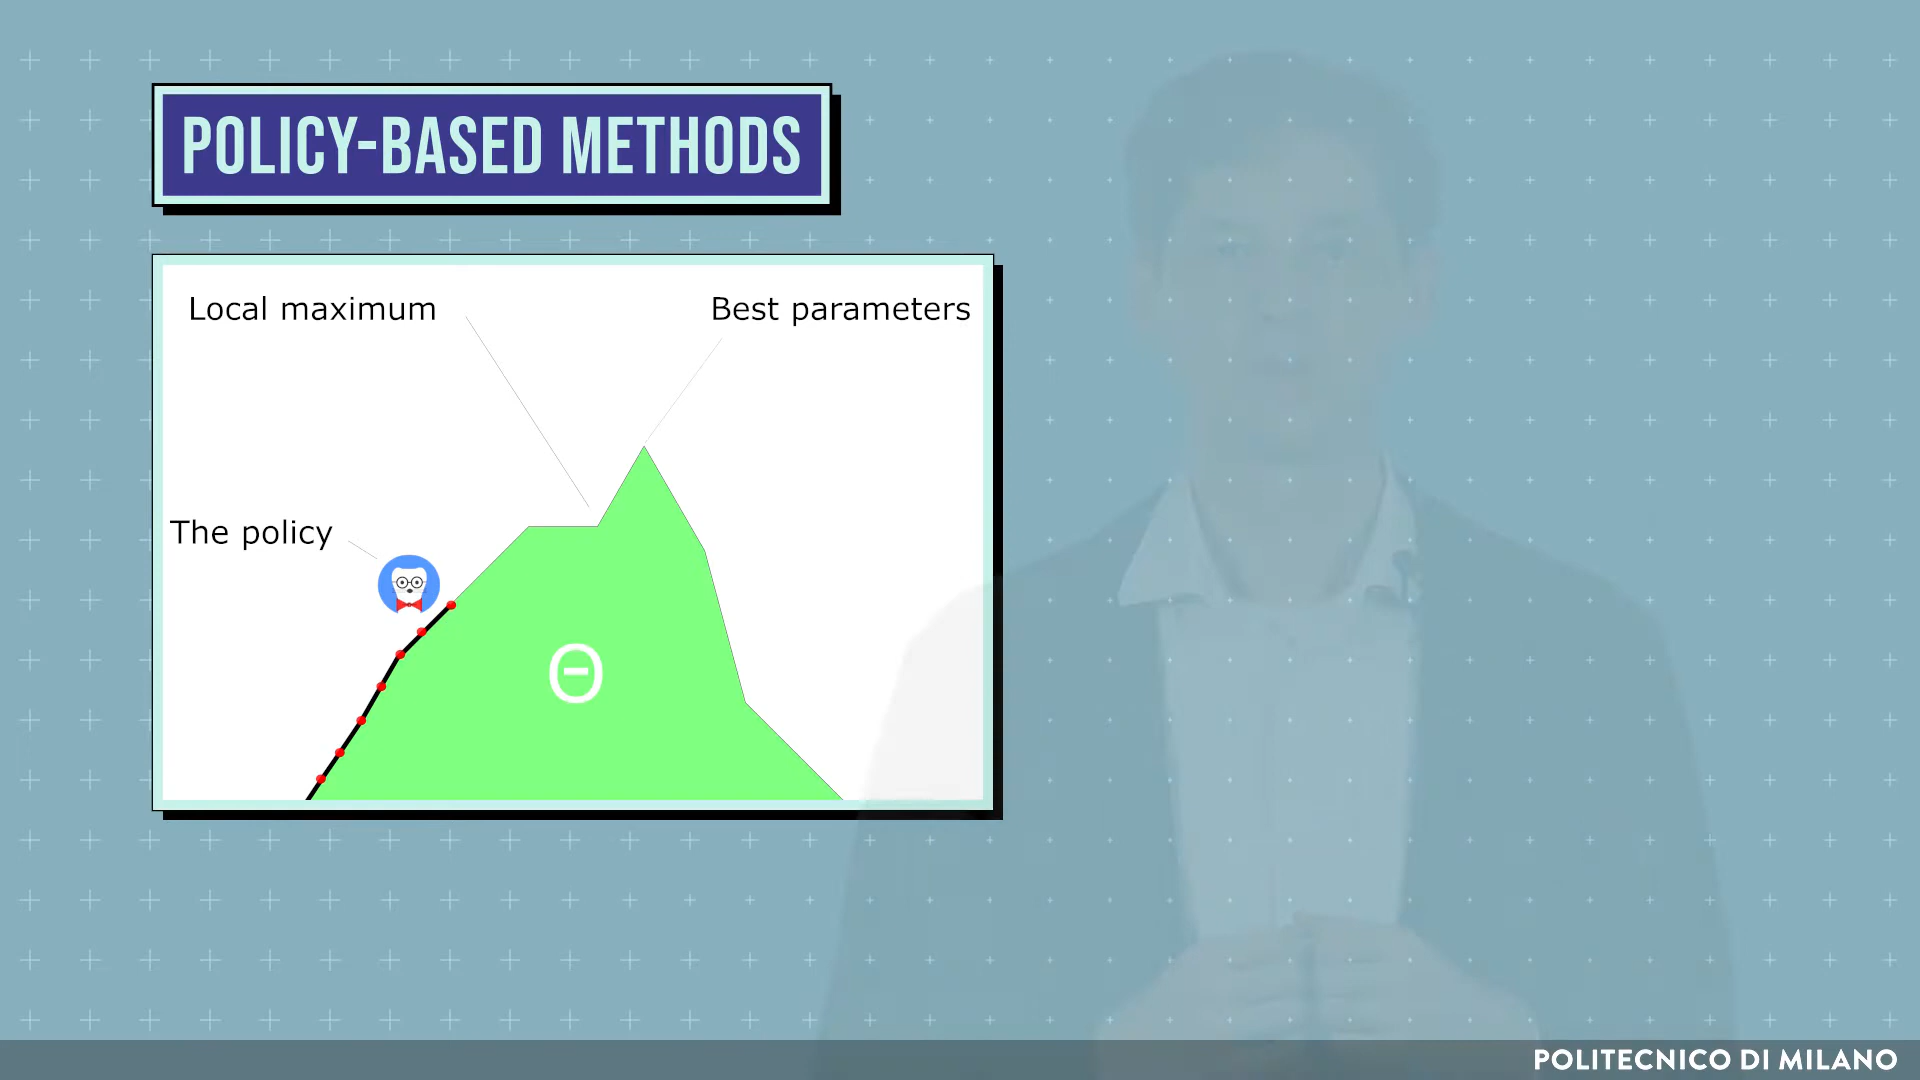 POLICY-BASED METHODS
Local maximum
Best parameters
The policy
Θ
POLITECNICO DI MILANO